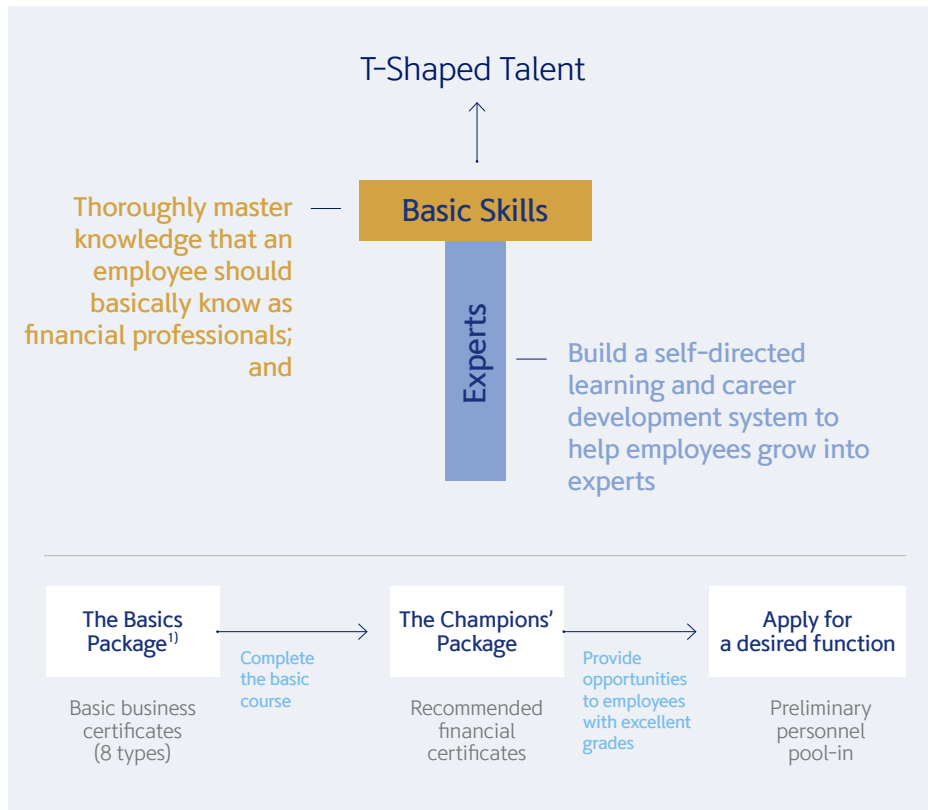 T-Shaped Talent
Basic Skills
Thoroughly master
knowledge that an
employee should
basically know as
financial professionals;
and
Experts
Build a self-directed
learning and career
development system to
help employees grow into
experts
The Basics
Package1)
Basic business
certificates
(8 types)
Complete
the basic
course
The Champions'
Package
Recommended
financial
certificates
Provide
opportunities
to employees
with excellent
grades
Apply for
a desired function
Preliminary
personnel
pool-in